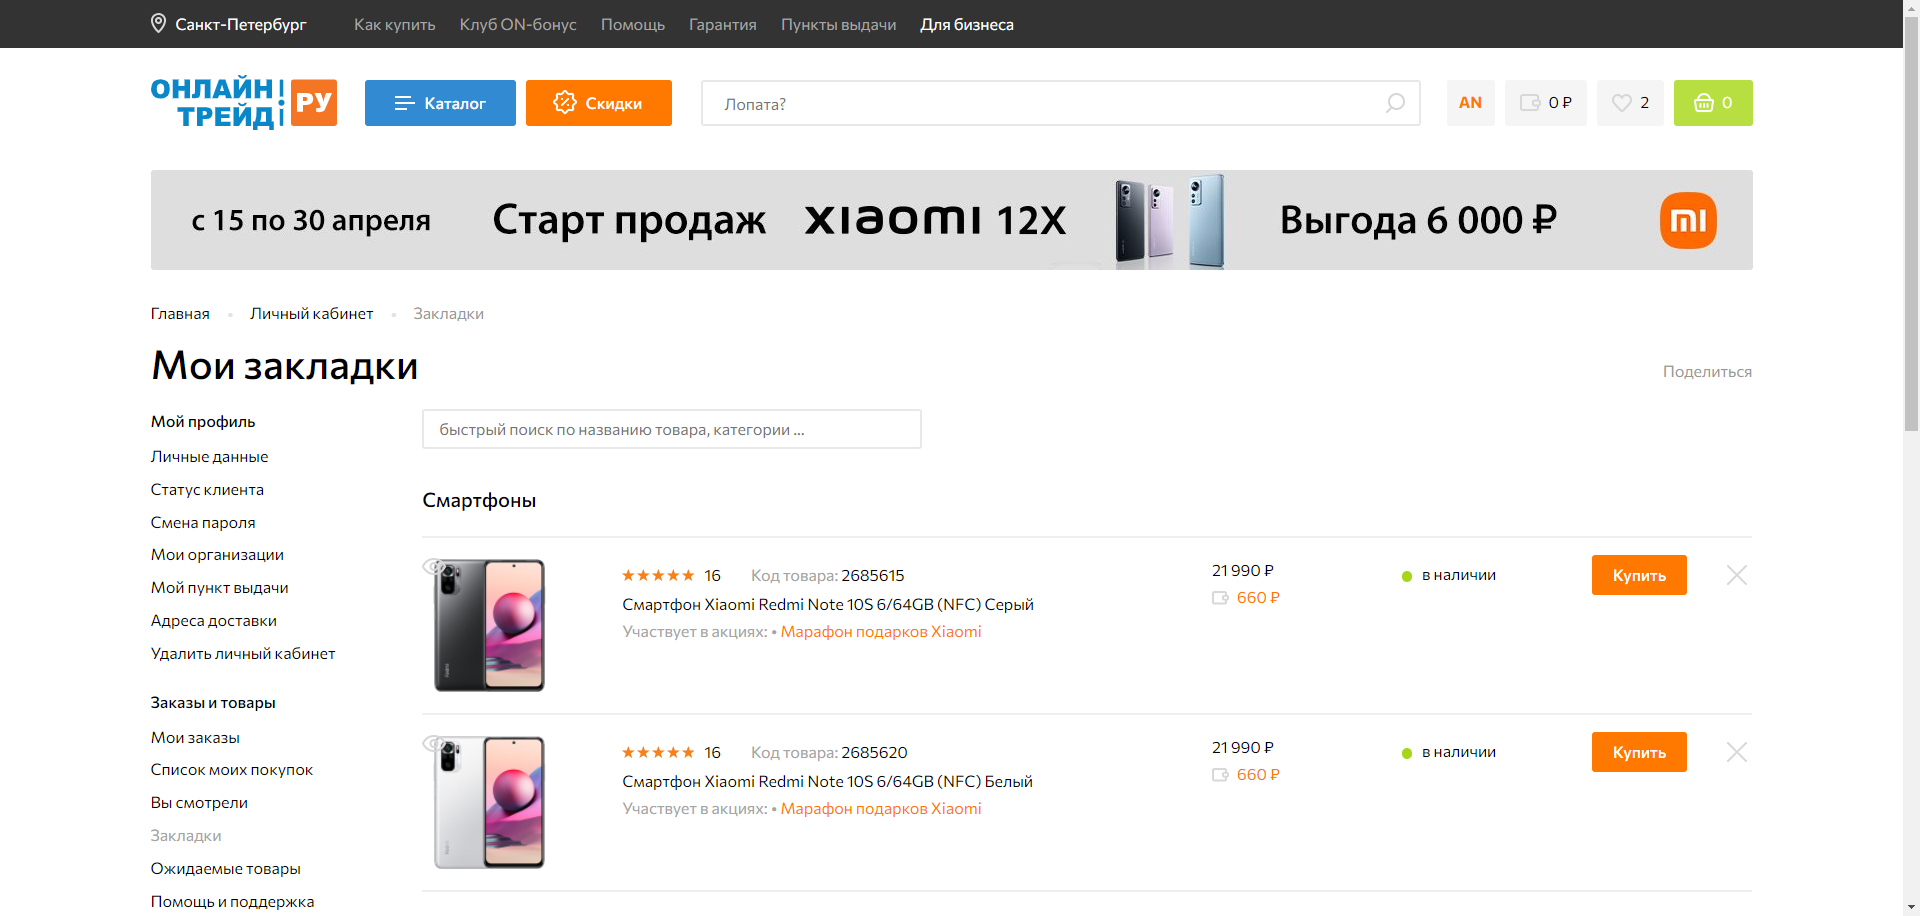 Санкт-Петербург Как купить Клуб ON-бонус Помощь Гарантия Пункты выдачи Для бизнеса
ОНЛАЙН ТРЕЙД РУ
Каталог Скидки Лопата? AN 0 ₽ 2 0
с 15 по 30 апреля Старт продаж xiaomi 12X Выгода 6 000 ₽ mi
Главная • Личный кабинет • Закладки
Мои закладки
Поделиться
Мой профиль
Личные данные
Статус клиента
Смена пароля
Мои организации
Мой пункт выдачи
Адреса доставки
Удалить личный кабинет
Заказы и товары
Мои заказы
Список моих покупок
Вы смотрели
Закладки
Ожидаемые товары
Помощь и поддержка
быстрый поиск по названию товара, категории ...
Смартфоны
16 Код товара: 2685615
Смартфон Xiaomi Redmi Note 10S 6/64GB (NFC) Серый
Участвует в акциях: • Марафон подарков Xiaomi
21 990 ₽
660 ₽
в наличии
Купить
16 Код товара: 2685620
Смартфон Xiaomi Redmi Note 10S 6/64GB (NFC) Белый
Участвует в акциях: • Марафон подарков Xiaomi
21 990 ₽
660 ₽
в наличии
Купить